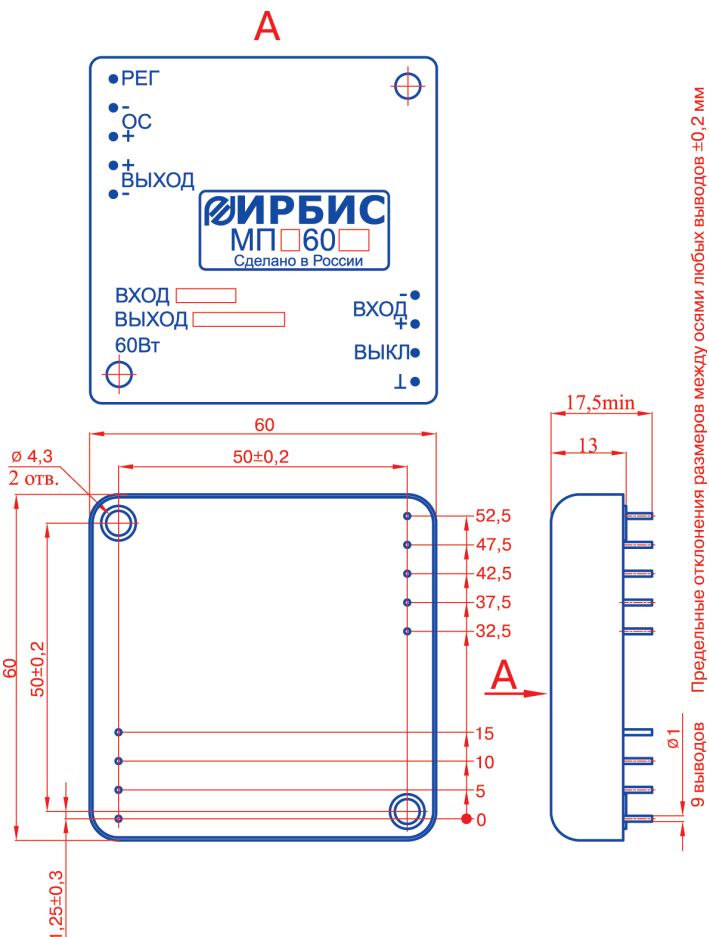 А
РЕГ
-
ОС
+
+
ВЫХОД
-
ИРБИС
МП 60
Сделано в России
ВХОД
ВЫХОД
60Вт
-
ВХОД
+
ВЫКЛ
⊥
60
50±0,2
ø 4,3
2 отв.
17,5min
13
52,5
47,5
42,5
37,5
32,5
15
10
5
0
60
50±0,2
1,25±0,3
А
ø1
9 выводов Предельные отклонения размеров между осями любых выводов ±0,2 мм